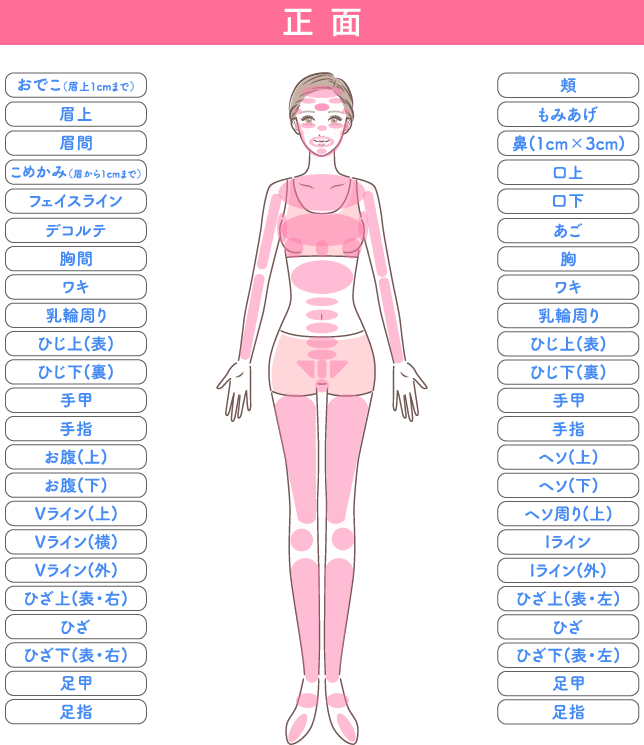 正面
おでこ(眉上1cmまで)
眉上
眉間
こめかみ(眉から1cmまで)
フェイスライン
デコルテ
胸間
ワキ
乳輪周り
ひじ上(表)
ひじ下(裏)
手甲
手指
お腹(上)
お腹(下)
Vライン(上)
Vライン(横)
Vライン(外)
ひざ上(表・右)
ひざ
ひざ下(表・右)
足甲
足指
頬
もみあげ
鼻(1cm×3cm)
口上
口下
あご
胸
ワキ
乳輪周り
ひじ上(表)
ひじ下(裏)
手甲
手指
ヘソ(上)
ヘソ(下)
ヘソ周り(上)
Iライン
Iライン(外)
ひざ上(表・左)
ひざ
ひざ下(表・左)
足甲
足指